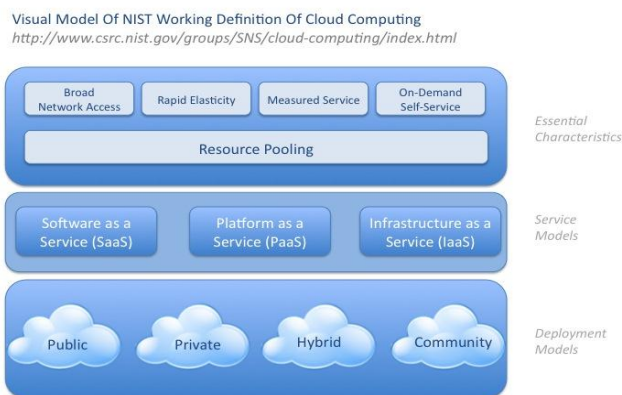 Visual Model Of NIST Working Definition Of Cloud Computing
http://www.csrc.nist.gov/groups/SNS/cloud-computing/index.html
Broad
Network Access
Rapid Elasticity
Measured Service
On-Demand
Self-Service
Resource Pooling
Essential
Characteristics
Software as a
Service (SaaS)
Platform as a
Service (PaaS)
Infrastructure as a
Service (IaaS)
Service
Models
Public
Private
Hybrid
Community
Deployment
Models